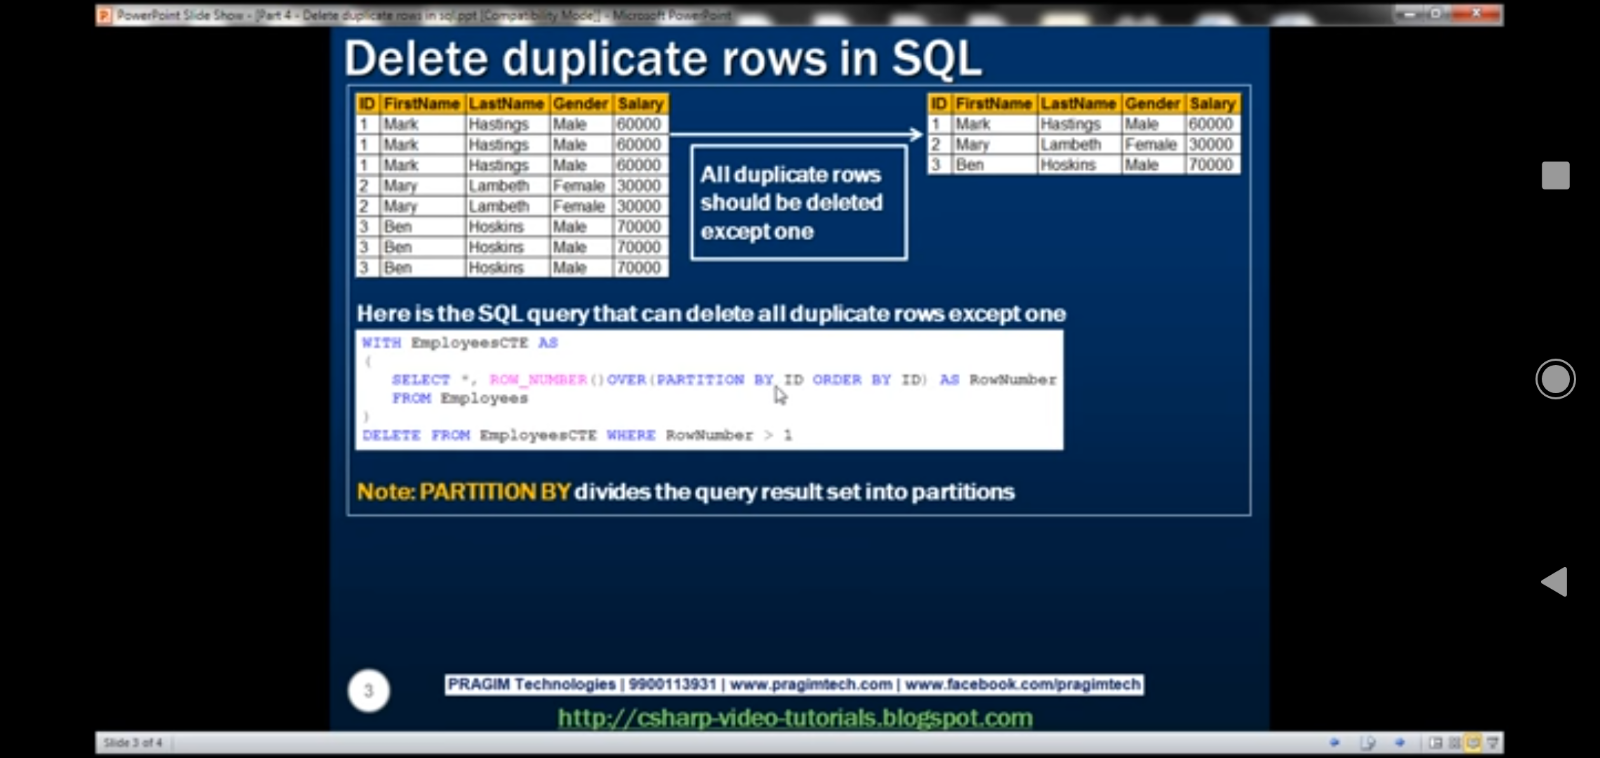 PowerPoint Slide Show - [Part 4 - Delete duplicate rows in sql.ppt [Compatibility Mode]] - Microsoft PowerPoint
Delete duplicate rows in SQL
ID FirstName LastName Gender Salary
1 Mark Hastings Male 60000
1 Mark Hastings Male 60000
1 Mark Hastings Male 60000
2 Mary Lambeth Female 30000
2 Mary Lambeth Female 30000
3 Ben Hoskins Male 70000
3 Ben Hoskins Male 70000
3 Ben Hoskins Male 70000
All duplicate rows
should be deleted
except one
ID FirstName LastName Gender Salary
1 Mark Hastings Male 60000
2 Mary Lambeth Female 30000
3 Ben Hoskins Male 70000
Here is the SQL query that can delete all duplicate rows except one
WITH EmployeesCTE AS
(
SELECT *, ROW_NUMBER()OVER(PARTITION BY ID ORDER BY ID) AS RowNumber
FROM Employees
)
DELETE FROM EmployeesCTE WHERE RowNumber > 1
Note: PARTITION BY divides the query result set into partitions
3
PRAGIM Technologies | 9900113931 | www.pragimtech.com | www.facebook.com/pragimtech
http://csharp-video-tutorials.blogspot.com
Slide 3 of 4